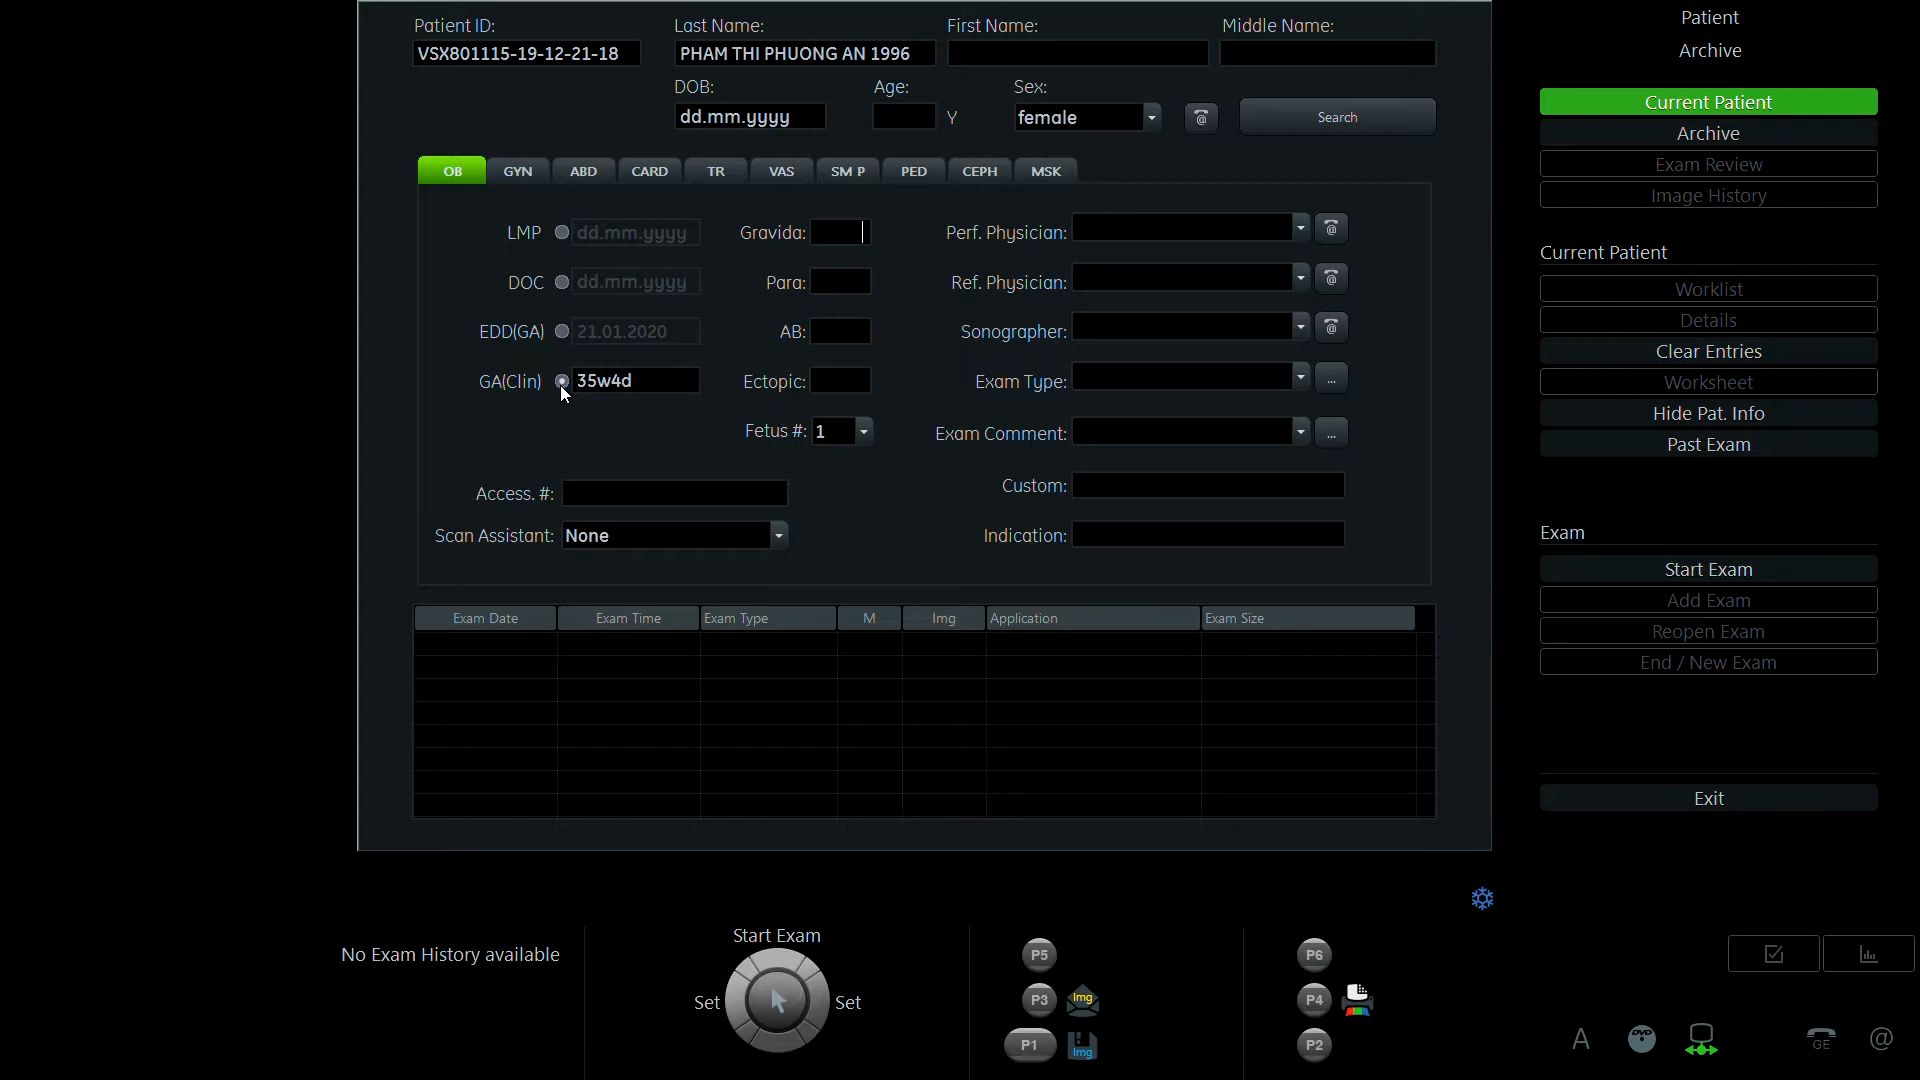 Patient ID: Last Name: First Name: Middle Name:
VSX801115-19-12-21-18 PHAM THI PHUONG AN 1996
DOB: Age: Sex:
dd.mm.yyyy Y female @ Search
OB GYN ABD CARD TR VAS SM P PED CEPH MSK
LMP dd.mm.yyyy Gravida: Perf. Physician: @
DOC dd.mm.yyyy Para: Ref. Physician: @
EDD(GA) 21.01.2020 AB: Sonographer: @
GA(Clin) 35w4d Ectopic: Exam Type: ...
Fetus #: 1 Exam Comment: ...
Access. #: Custom:
Scan Assistant: None Indication:
Exam Date Exam Time Exam Type M Img Application Exam Size
Patient
Archive
Current Patient
Archive
Exam Review
Image History
Current Patient
Worklist
Details
Clear Entries
Worksheet
Hide Pat. Info
Past Exam
Exam
Start Exam
Add Exam
Reopen Exam
End / New Exam
Exit
No Exam History available
Start Exam
Set Set
P5
P3 Img
P1 Img
P6
P4
P2
A DVD GE @